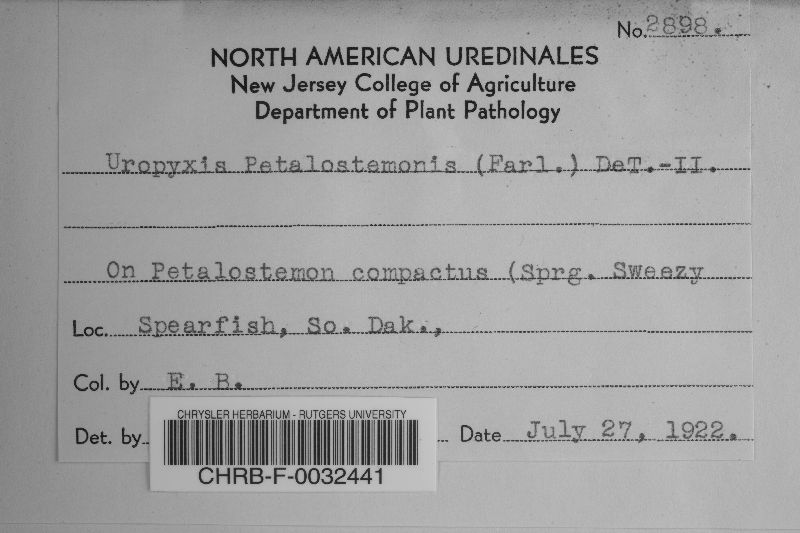 No. 2898.
NORTH AMERICAN UREDINALES
New Jersey College of Agriculture
Department of Plant Pathology
Uropyxis Petalostemonis (Farl.) DeT.-II.
On Petalostemon compactus (Sprg. Sweezy
Loc. Spearfish, So. Dak.,
Col. by E. B.
Det. by Date July 27, 1922.
CHRYSLER HERBARIUM - RUTGERS UNIVERSITY
CHRB-F-0032441